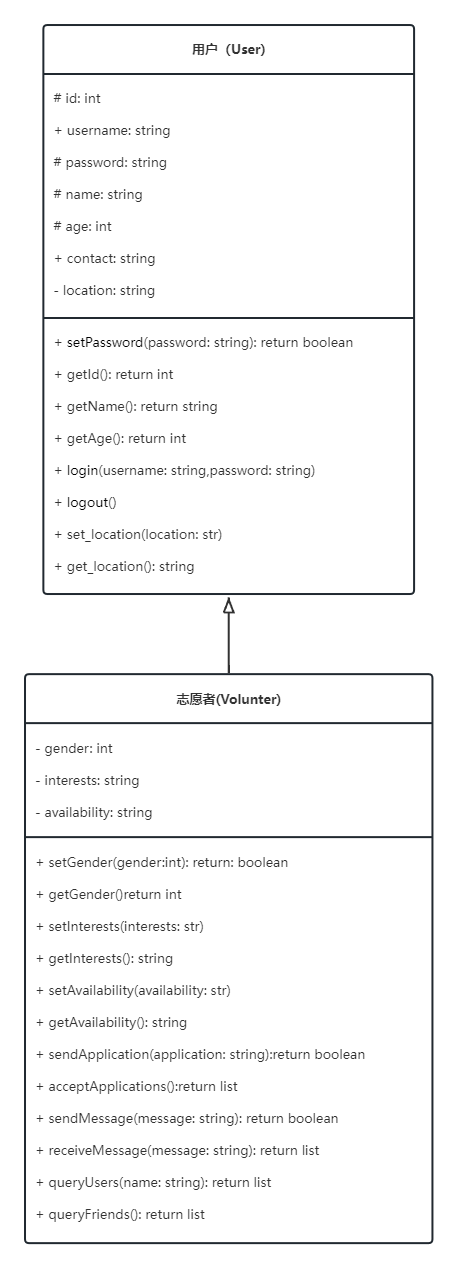 用户（User）
# id: int
+ username: string
# password: string
# name: string
# age: int
+ contact: string
- location: string
+ setPassword(password: string): return boolean
+ getId(): return int
+ getName(): return string
+ getAge(): return int
+ login(username: string,password: string)
+ logout()
+ set_location(location: str)
+ get_location(): string
志愿者(Volunter)
- gender: int
- interests: string
- availability: string
+ setGender(gender:int): return: boolean
+ getGender()return int
+ setInterests(interests: str)
+ getInterests(): string
+ setAvailability(availability: str)
+ getAvailability(): string
+ sendApplication(application: string):return boolean
+ acceptApplications():return list
+ sendMessage(message: string): return boolean
+ receiveMessage(message: string): return list
+ queryUsers(name: string): return list
+ queryFriends(): return list